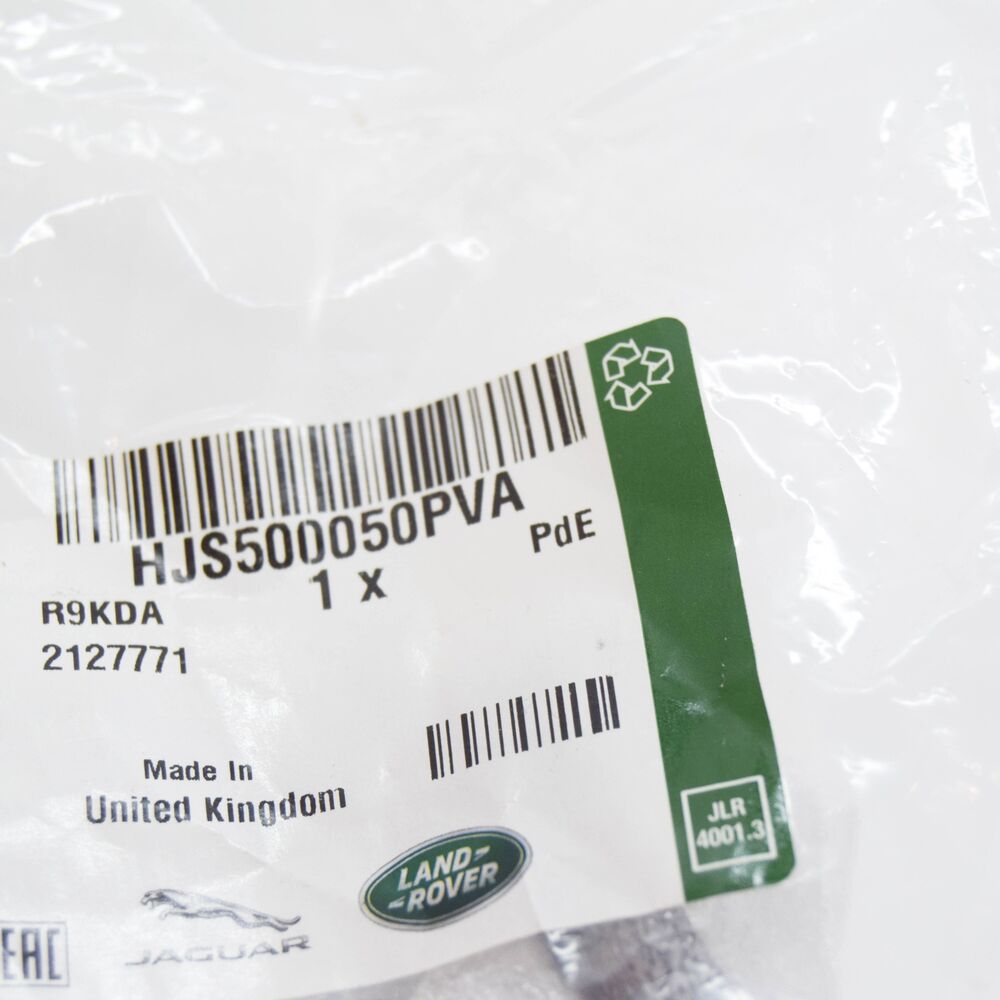 HJS500050PVA
1 x
PdE
R9KDA
2127771
Made In
United Kingdom
LAND-
-ROVER
JAGUAR
EAC
JLR
4001.3